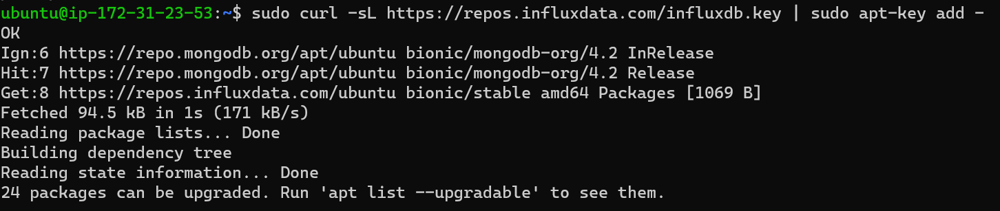 ubuntu@ip-172-31-23-53:~$ sudo curl -sL https://repos.influxdata.com/influxdb.key | sudo apt-key add -
OK
Ign:6 https://repo.mongodb.org/apt/ubuntu bionic/mongodb-org/4.2 InRelease
Hit:7 https://repo.mongodb.org/apt/ubuntu bionic/mongodb-org/4.2 Release
Get:8 https://repos.influxdata.com/ubuntu bionic/stable amd64 Packages [1069 B]
Fetched 94.5 kB in 1s (171 kB/s)
Reading package lists... Done
Building dependency tree
Reading state information... Done
24 packages can be upgraded. Run 'apt list --upgradable' to see them.